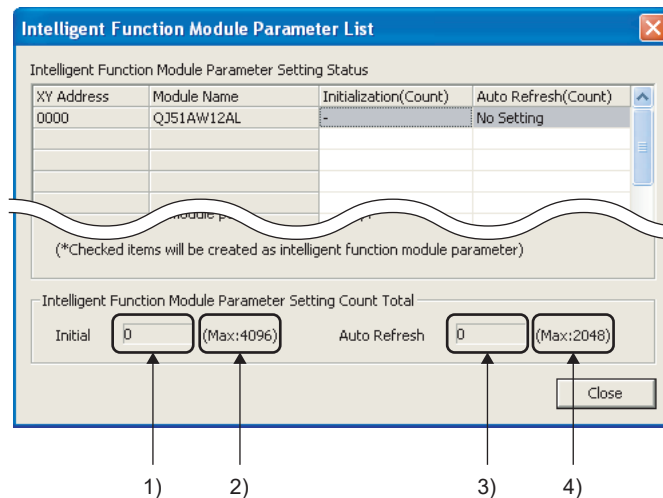 Intelligent Function Module Parameter List
Intelligent Function Module Parameter Setting Status
XY Address Module Name Initialization(Count) Auto Refresh(Count)
0000 QJ51AW12AL - No Setting
(*Checked items will be created as intelligent function module parameter)
Intelligent Function Module Parameter Setting Count Total
Initial 0 (Max:4096) Auto Refresh 0 (Max:2048)
Close
1) 2) 3) 4)